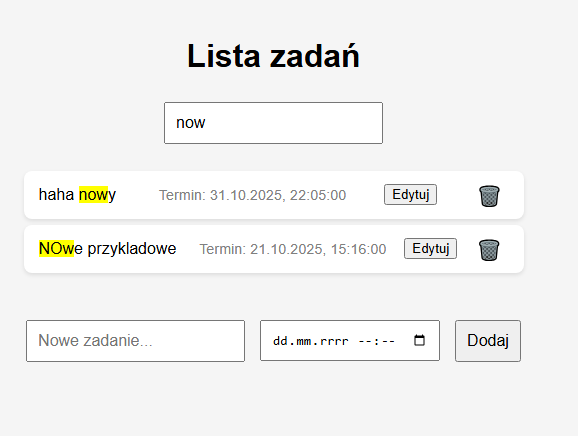 Lista zadań
now
haha nowy Termin: 31.10.2025, 22:05:00 Edytuj
NOwe przykladowe Termin: 21.10.2025, 15:16:00 Edytuj
Nowe zadanie... dd.mm.rrrr --:-- Dodaj